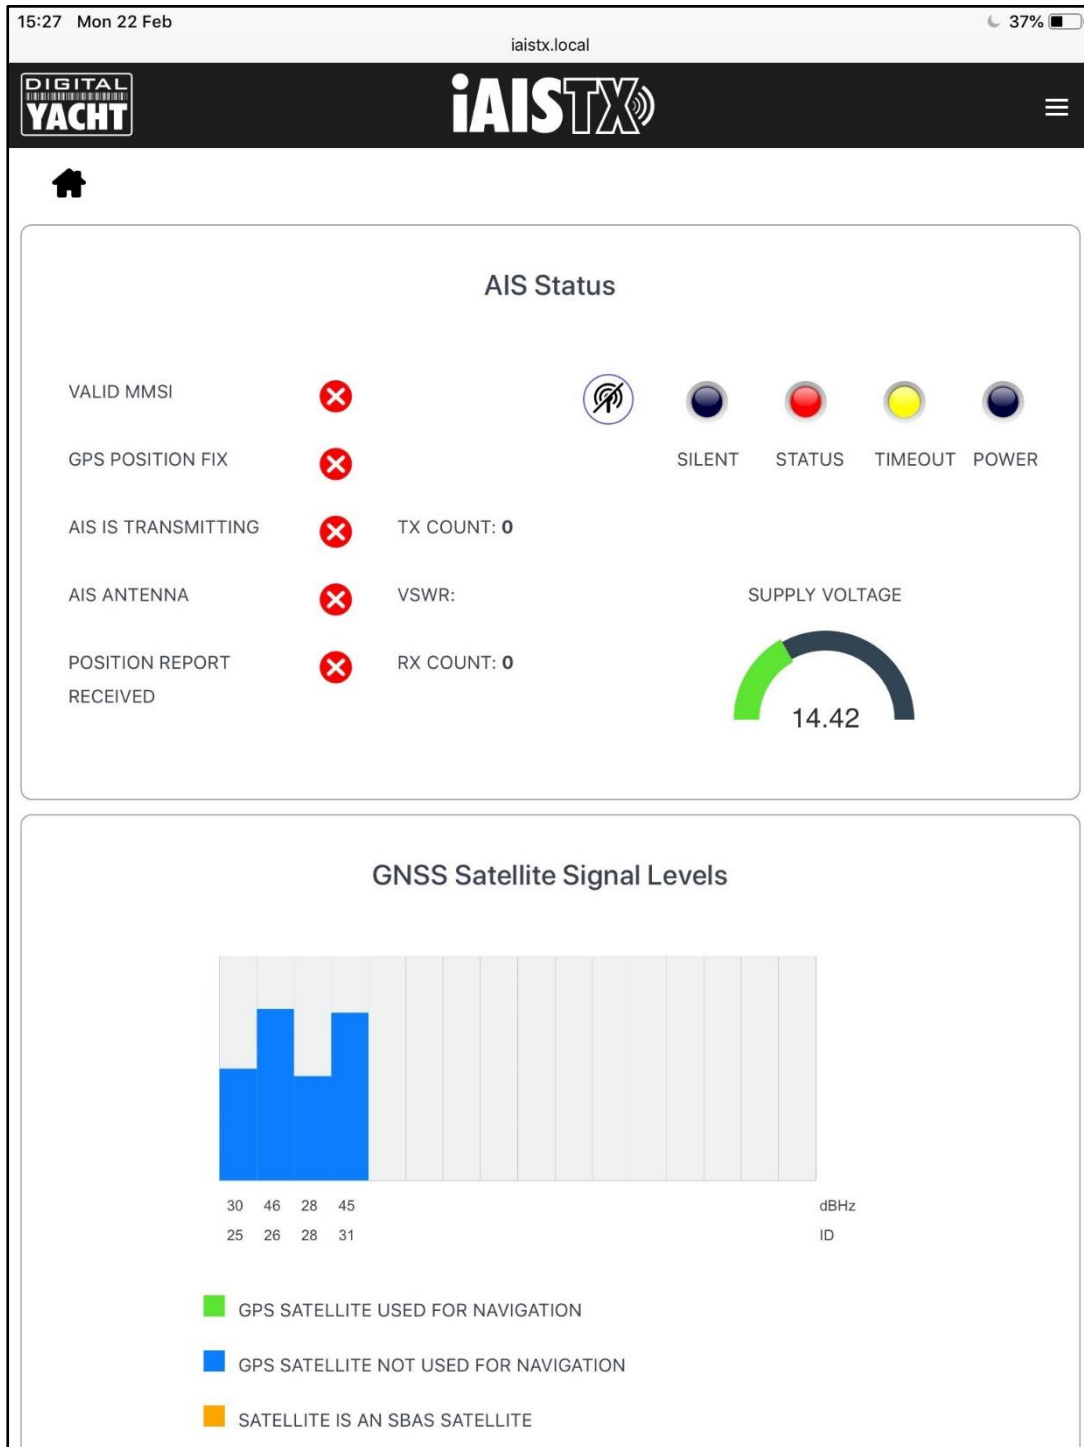 15:27 Mon 22 Feb
37%
iaistx.local
DIGITAL
YACHT
iAISTX
AIS Status
VALID MMSI
GPS POSITION FIX
SILENT STATUS TIMEOUT POWER
AIS IS TRANSMITTING TX COUNT: 0
AIS ANTENNA VSWR: SUPPLY VOLTAGE
POSITION REPORT RX COUNT: 0
RECEIVED
14.42
GNSS Satellite Signal Levels
30 46 28 45 dBHz
25 26 28 31 ID
GPS SATELLITE USED FOR NAVIGATION
GPS SATELLITE NOT USED FOR NAVIGATION
SATELLITE IS AN SBAS SATELLITE